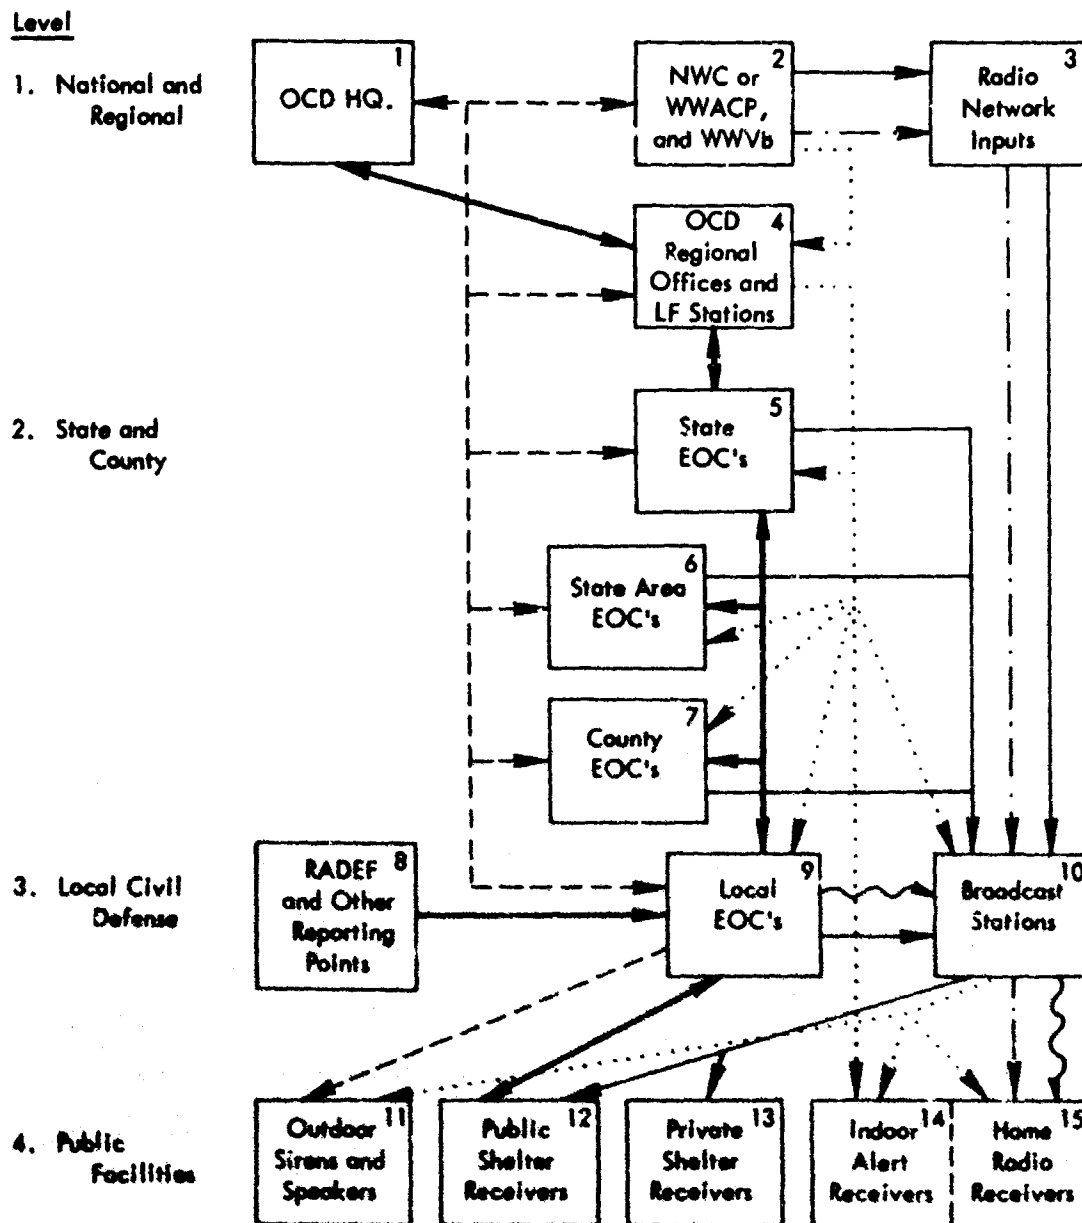 Level
1. National and
Regional
1
OCD HQ.
2
NWC or
WWACP,
and WWVb
3
Radio
Network
Inputs
4
OCD
Regional
Offices and
LF Stations
2. State and
County
5
State
EOC's
6
State Area
EOC's
7
County
EOC's
3. Local Civil
Defense
8
RADEF
and Other
Reporting
Points
9
Local
EOC's
10
Broadcast
Stations
4. Public
Facilities
11
Outdoor
Sirens and
Speakers
12
Public
Shelter
Receivers
13
Private
Shelter
Receivers
14
Indoor
Alert
Receivers
15
Home
Radio
Receivers